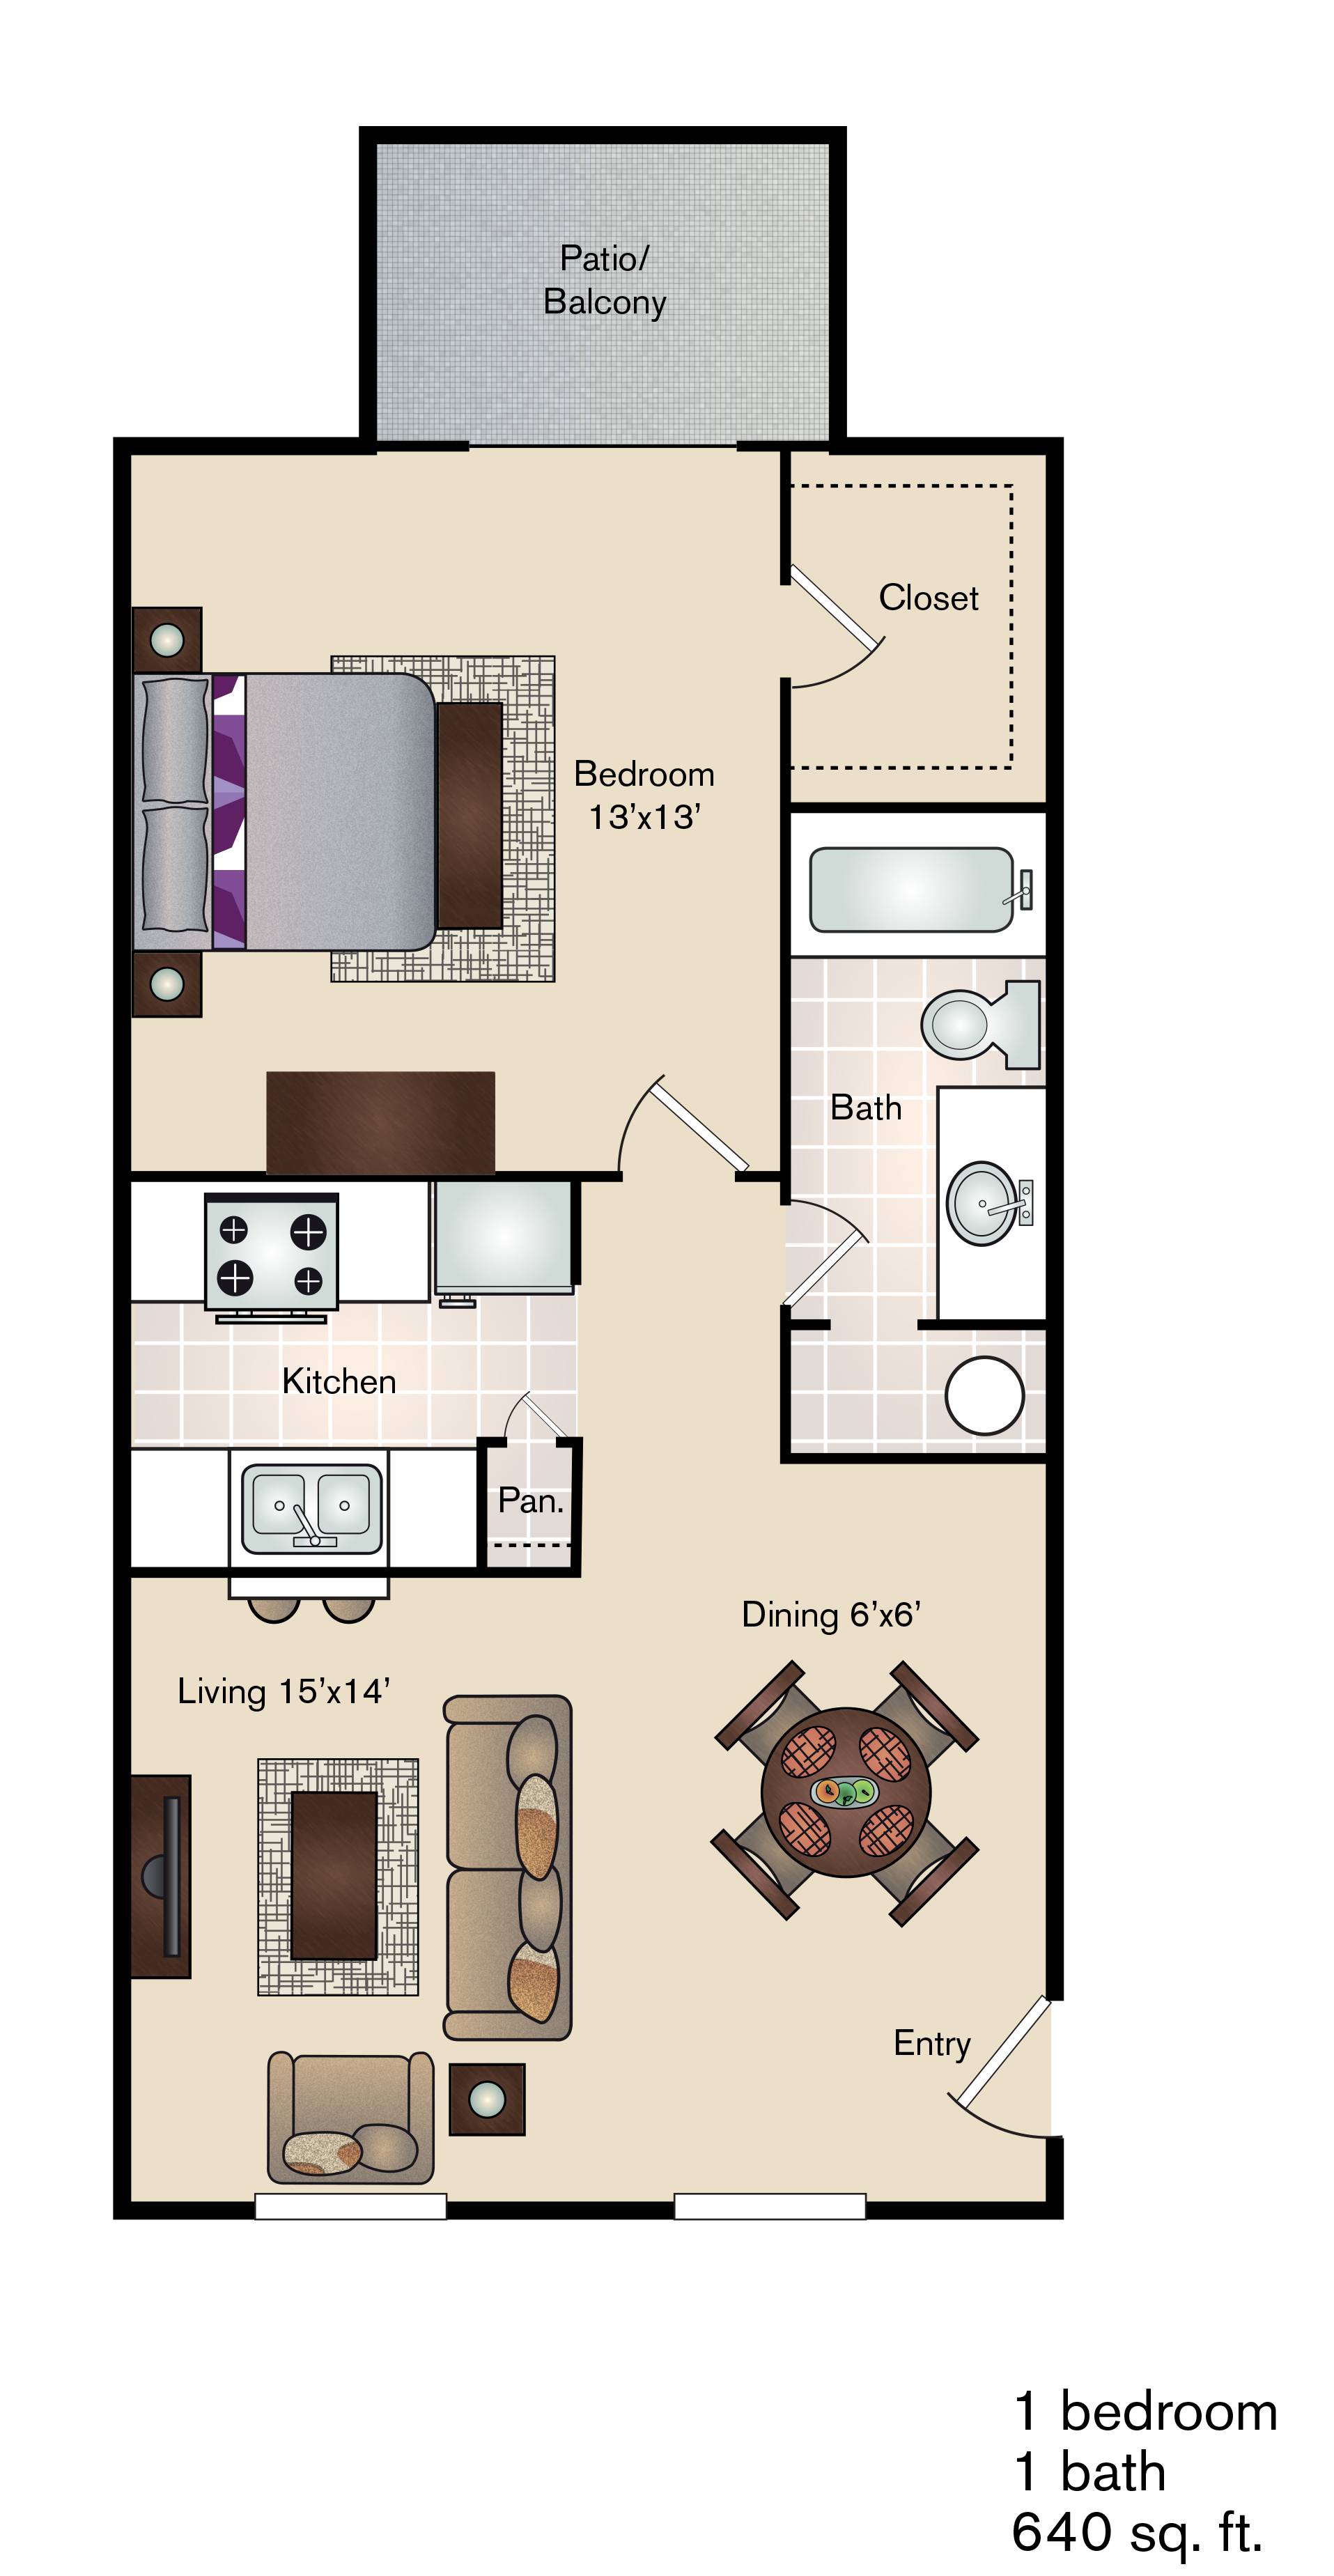 Patio/
Balcony
Closet
Bedroom
13’x13’
Bath
Kitchen
Pan.
Dining 6’x6’
Living 15’x14’
Entry
1 bedroom
1 bath
640 sq. ft.